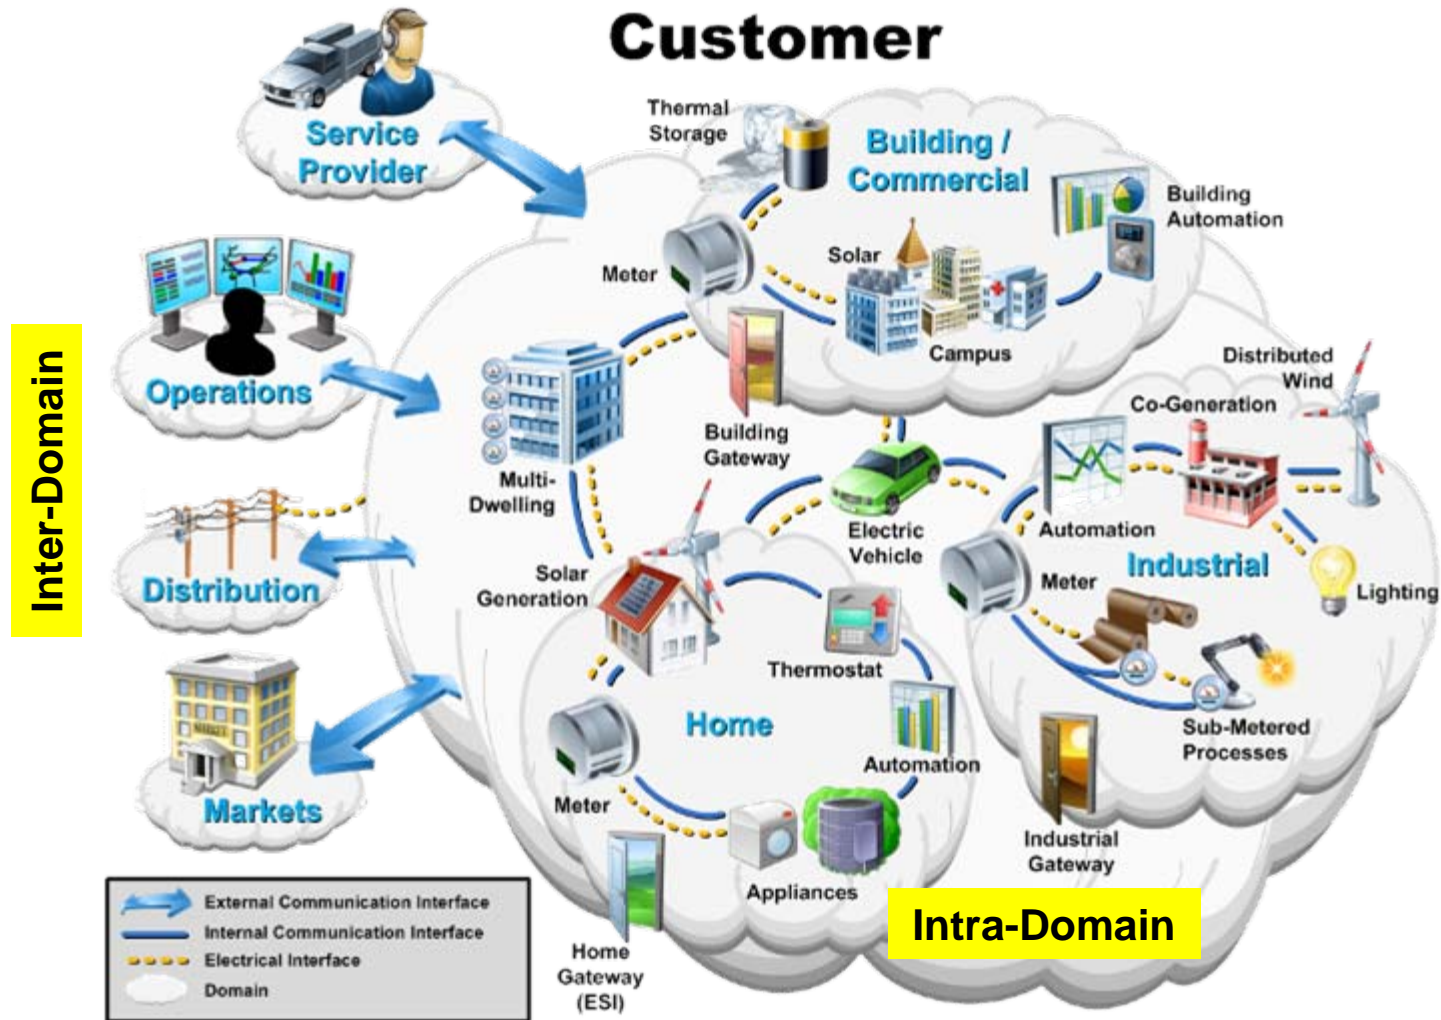 Customer
Service
Provider
Thermal
Storage
Building /
Commercial
Building
Automation
Meter
Solar
Campus
Operations
Inter-Domain
Multi-
Dwelling
Building
Gateway
Distributed
Wind
Co-Generation
Electric
Vehicle
Automation
Industrial
Meter
Lighting
Distribution
Solar
Generation
Thermostat
Sub-Metered
Processes
Home
Automation
MARKET
Markets
Meter
Appliances
Industrial
Gateway
Home
Gateway
(ESI)
Intra-Domain
External Communication Interface
Internal Communication Interface
Electrical Interface
Domain